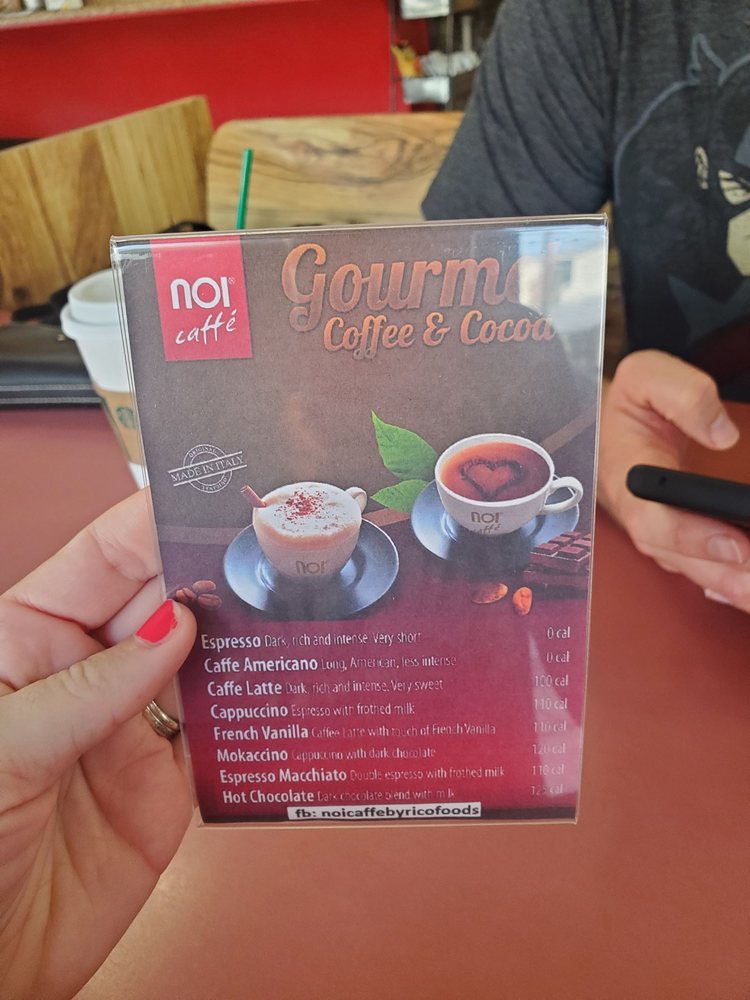 noi®
caffé
Gourme
Coffee & Cocoa
ORIGINAL
MADE IN ITALY
noi
caffé
noi
Espresso Dark, rich and intense. Very short 0 cal
Caffe Americano Long, American, less intense 0 cal
Caffe Latte Dark, rich and intense. Very sweet 100 cal
Cappuccino Espresso with frothed milk 110 cal
French Vanilla Caffee Latte with touch of French Vanilla 110 cal
Mokaccino Cappuccino with dark chocolate 120 cal
Espresso Macchiato Double espresso with frothed milk 110 cal
Hot Chocolate Dark chocolate blend with milk 125 cal
fb: noicaffebyricofoods